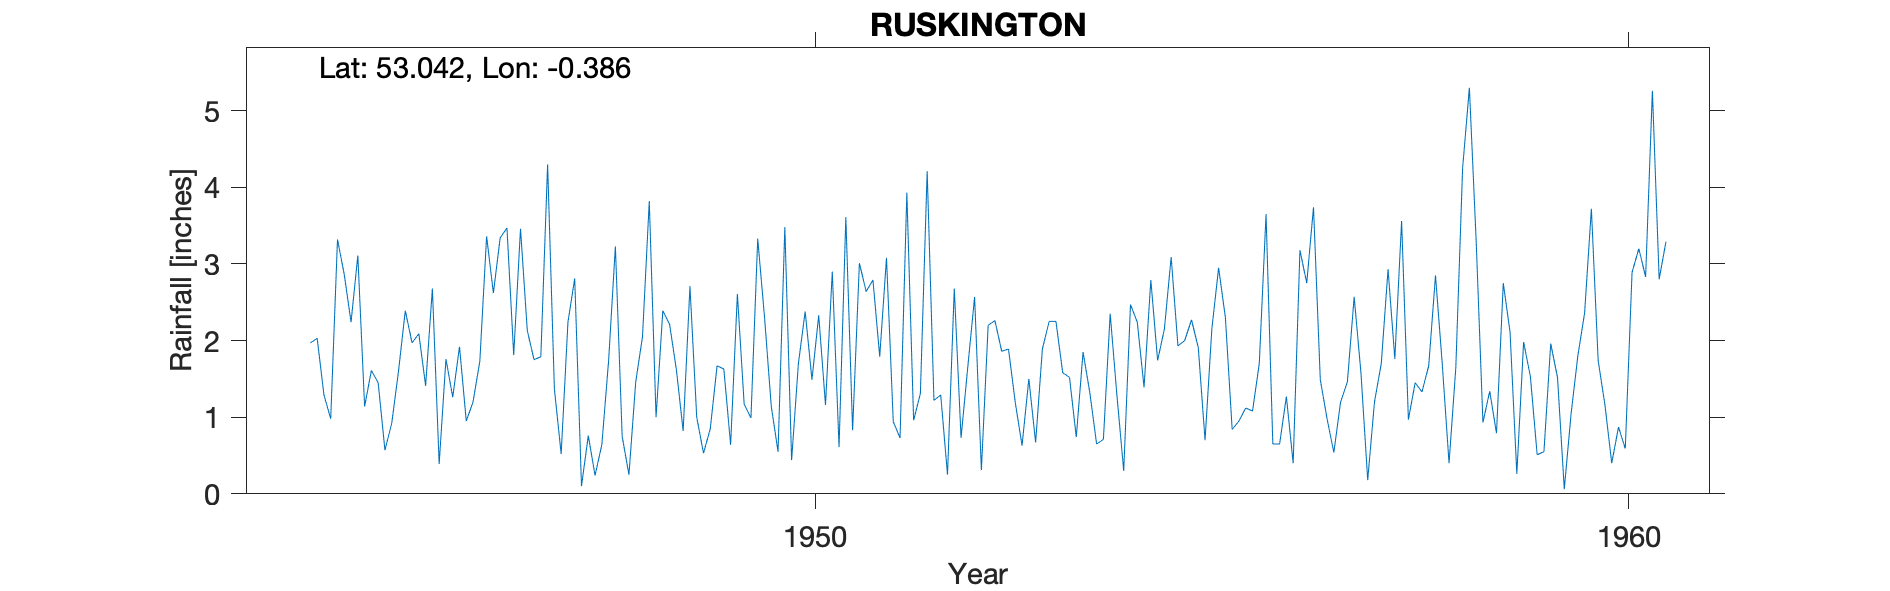 RUSKINGTON
Lat: 53.042, Lon: -0.386
Rainfall [inches]
5
4
3
2
1
0
1950
1960
Year